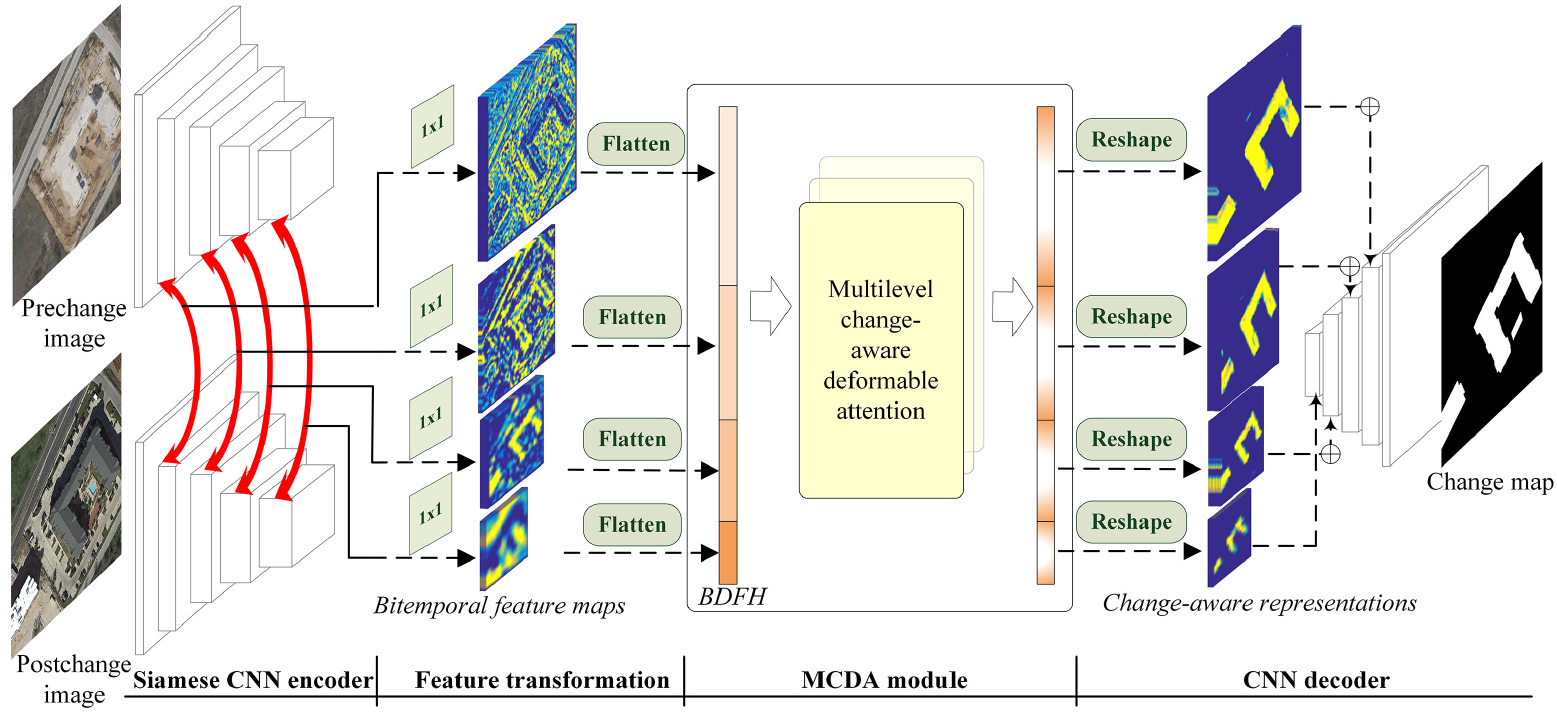 Prechange
image
Postchange
image
1x1
1x1
1x1
1x1
Flatten
Flatten
Flatten
Flatten
Bitemporal feature maps
BDFH
Multilevel
change-
aware
deformable
attention
Reshape
Reshape
Reshape
Reshape
Change-aware representations
Change map
Siamese CNN encoder
Feature transformation
MCDA module
CNN decoder